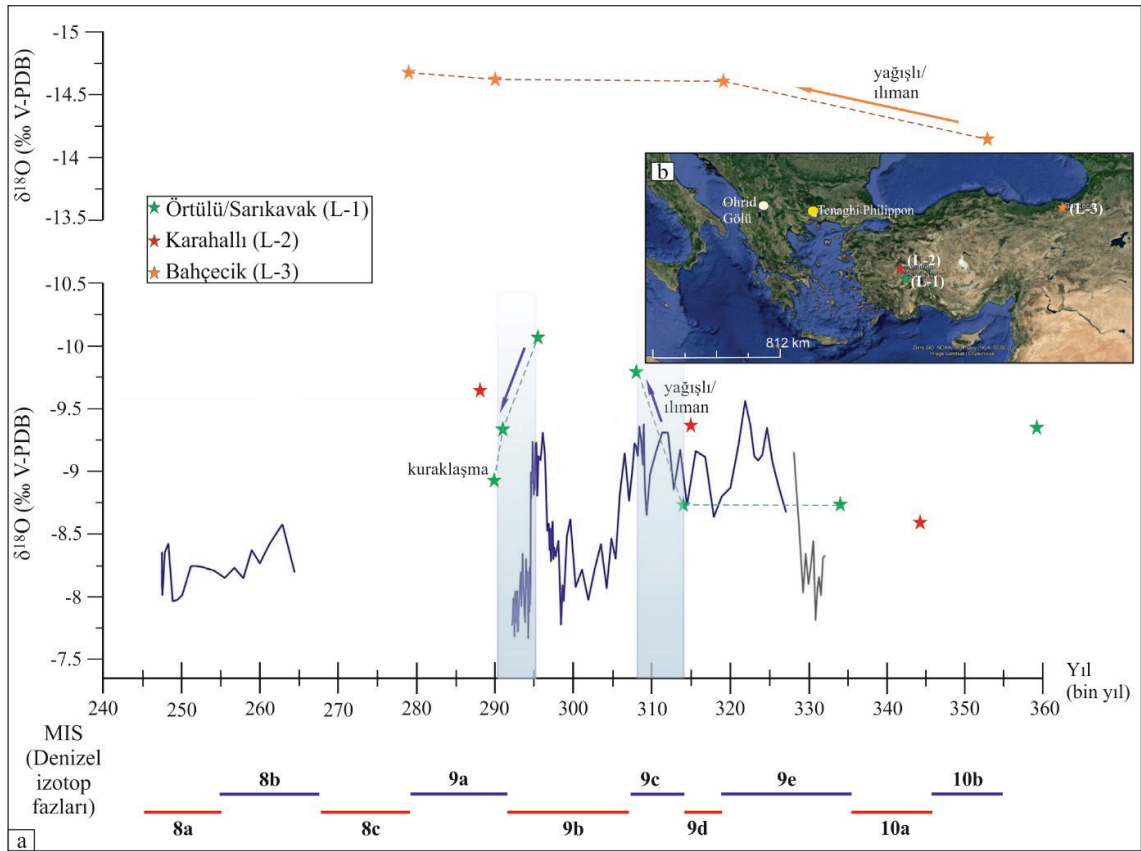 -15
-14.5
-14
-13.5
δ¹⁸O (‰ V-PDB)
yağışlı/
ılıman
Örtülü/Sarıkavak (L-1)
Karahallı (L-2)
Bahçecik (L-3)
b
Ohrid
Gölü
Tenaghi Philippon
(L-3)
(L-2)
(L-1)
812 km
-10.5
-10
-9.5
-9
-8.5
-8
-7.5
δ¹⁸O (‰ V-PDB)
yağışlı/
ılıman
kuraklaşma
240 250 260 270 280 290 300 310 320 330 340 350 360
Yıl
(bin yıl)
MIS
(Denizel
izotop
fazları)
8b 9a 9c 9e 10b
8a 8c 9b 9d 10a
a